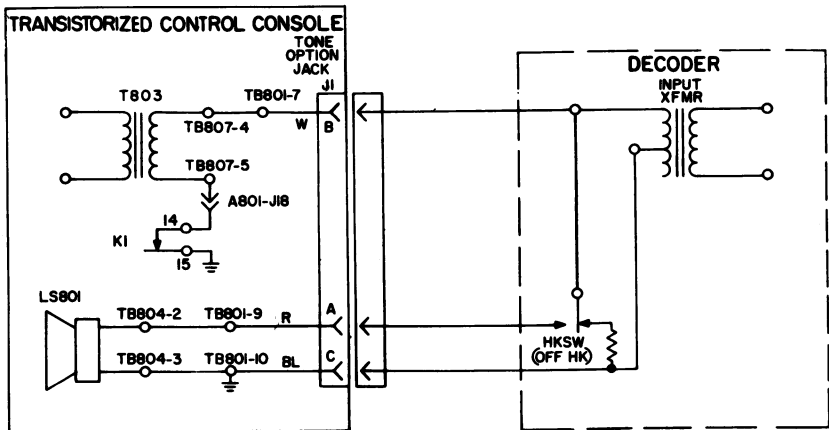 TRANSISTORIZED CONTROL CONSOLE
TONE
OPTION
JACK
J1
T803
TB801-7
TB807-4
W
B
TB807-5
A801-J18
14
K1
15
LS801
TB804-2
TB801-9
R
A
TB804-3
TB801-10
BL
C
DECODER
INPUT
XFMR
HKSW
(OFF HK)